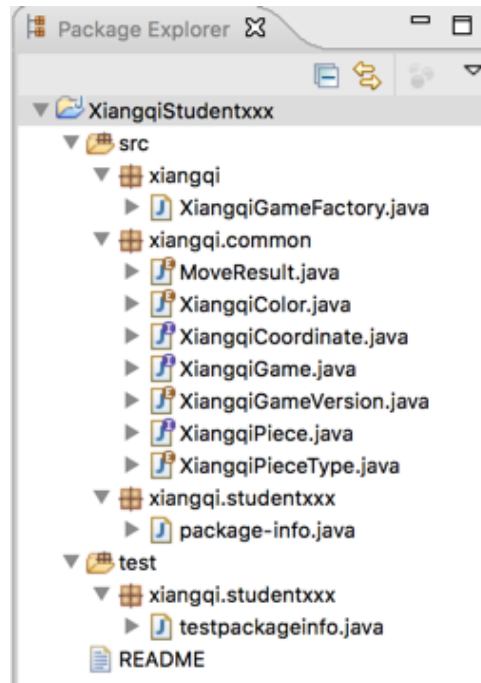 Package Explorer
XiangqiStudentxxx
src
xiangqi
XiangqiGameFactory.java
xiangqi.common
MoveResult.java
XiangqiColor.java
XiangqiCoordinate.java
XiangqiGame.java
XiangqiGameVersion.java
XiangqiPiece.java
XiangqiPieceType.java
xiangqi.studentxxx
package-info.java
test
xiangqi.studentxxx
testpackageinfo.java
README